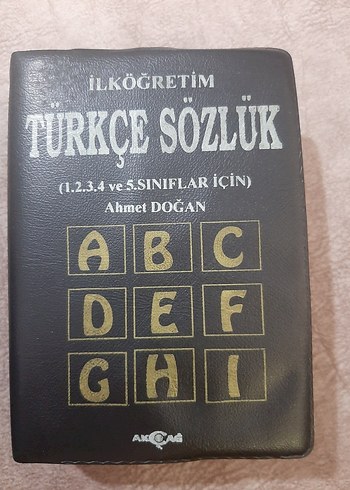 İLKÖĞRETİM
TÜRKÇE SÖZLÜK
(1.2.3.4 ve 5.SINIFLAR İÇİN)
Ahmet DOĞAN
A B C
D E F
G H I
AKÇAĞ